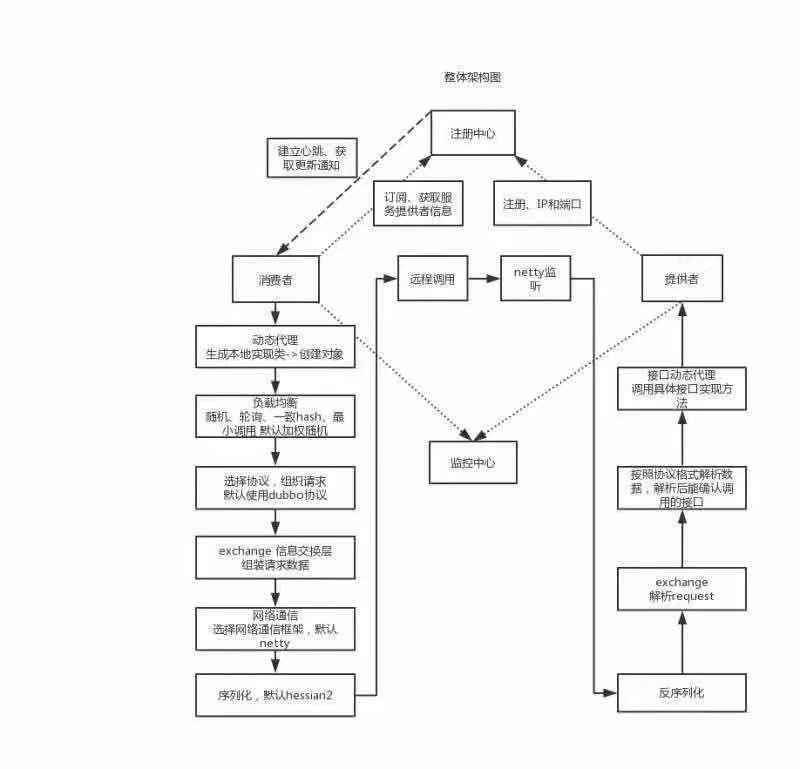 整体架构图
注册中心
建立心跳、获
取更新通知
订阅、获取服
务提供者信息
注册、IP和端口
消费者
远程调用
netty监
听
提供者
动态代理
生成本地实现类->创建对象
负载均衡
随机、轮询、一致hash、最
小调用 默认加权随机
选择协议，组织请求
默认使用dubbo协议
exchange 信息交换层
组装请求数据
网络通信
选择网络通信框架，默认
netty
序列化，默认hessian2
监控中心
接口动态代理
调用具体接口实现方
法
按照协议格式解析数
据，解析后能确认调
用的接口
exchange
解析request
反序列化